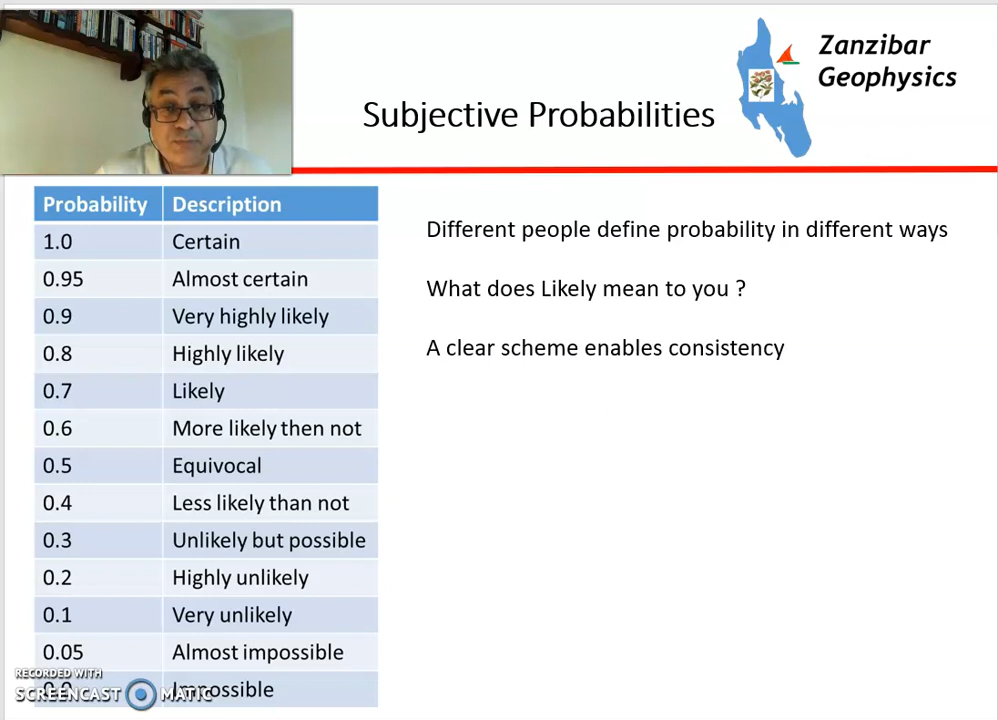 Zanzibar
Geophysics
Subjective Probabilities
Probability Description
1.0 Certain
0.95 Almost certain
0.9 Very highly likely
0.8 Highly likely
0.7 Likely
0.6 More likely then not
0.5 Equivocal
0.4 Less likely than not
0.3 Unlikely but possible
0.2 Highly unlikely
0.1 Very unlikely
0.05 Almost impossible
0.0 Impossible
Different people define probability in different ways
What does Likely mean to you ?
A clear scheme enables consistency
RECORDED WITH
SCREENCAST MATIC